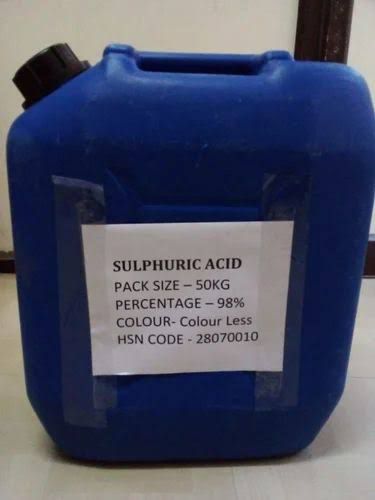 SULPHURIC ACID
PACK SIZE – 50KG
PERCENTAGE – 98%
COLOUR- Colour Less
HSN CODE - 28070010